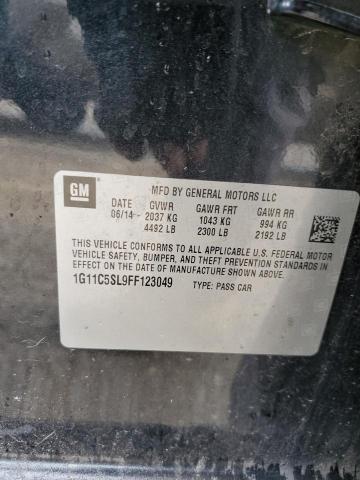 GM
MFD BY GENERAL MOTORS LLC
DATE GVWR GAWR FRT GAWR RR
06/14 2037 KG 1043 KG 994 KG
4492 LB 2300 LB 2192 LB
THIS VEHICLE CONFORMS TO ALL APPLICABLE U.S. FEDERAL MOTOR
VEHICLE SAFETY, BUMPER, AND THEFT PREVENTION STANDARDS
IN EFFECT ON THE DATE OF MANUFACTURE SHOWN ABOVE.
1G11C5SL9FF123049 TYPE: PASS CAR